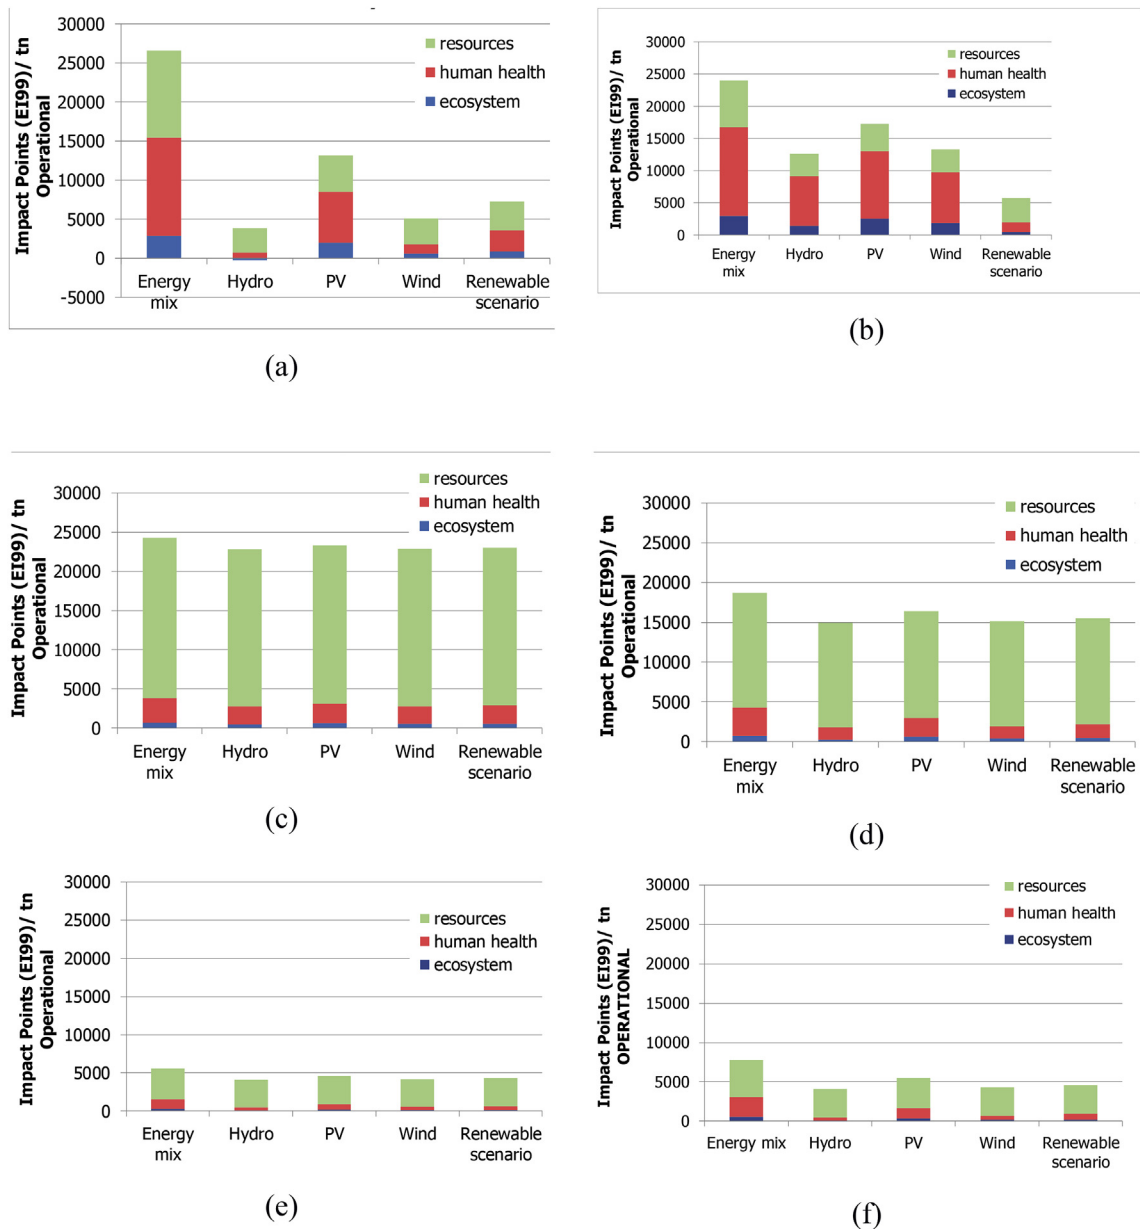 Impact Points (EI99)/ tn
Operational
30000
25000
20000
15000
10000
5000
0
-5000
resources
human health
ecosystem
Energy
mix
Hydro
PV
Wind
Renewable
scenario
(a)
Impact Points (EI99)/ tn
Operational
30000
25000
20000
15000
10000
5000
0
resources
human health
ecosystem
Energy
mix
Hydro
PV
Wind
Renewable
scenario
(b)
Impact Points (EI99)/ tn
Operational
30000
25000
20000
15000
10000
5000
0
resources
human health
ecosystem
Energy
mix
Hydro
PV
Wind
Renewable
scenario
(c)
Impact Points (EI99)/ tn
Operational
30000
25000
20000
15000
10000
5000
0
resources
human health
ecosystem
Energy
mix
Hydro
PV
Wind
Renewable
scenario
(d)
Impact Points (EI99)/ tn
Operational
30000
25000
20000
15000
10000
5000
0
resources
human health
ecosystem
Energy
mix
Hydro
PV
Wind
Renewable
scenario
(e)
Impact Points (EI99)/ tn
OPERATIONAL
30000
25000
20000
15000
10000
5000
0
resources
human health
ecosystem
Energy mix
Hydro
PV
Wind
Renewable
scenario
(f)